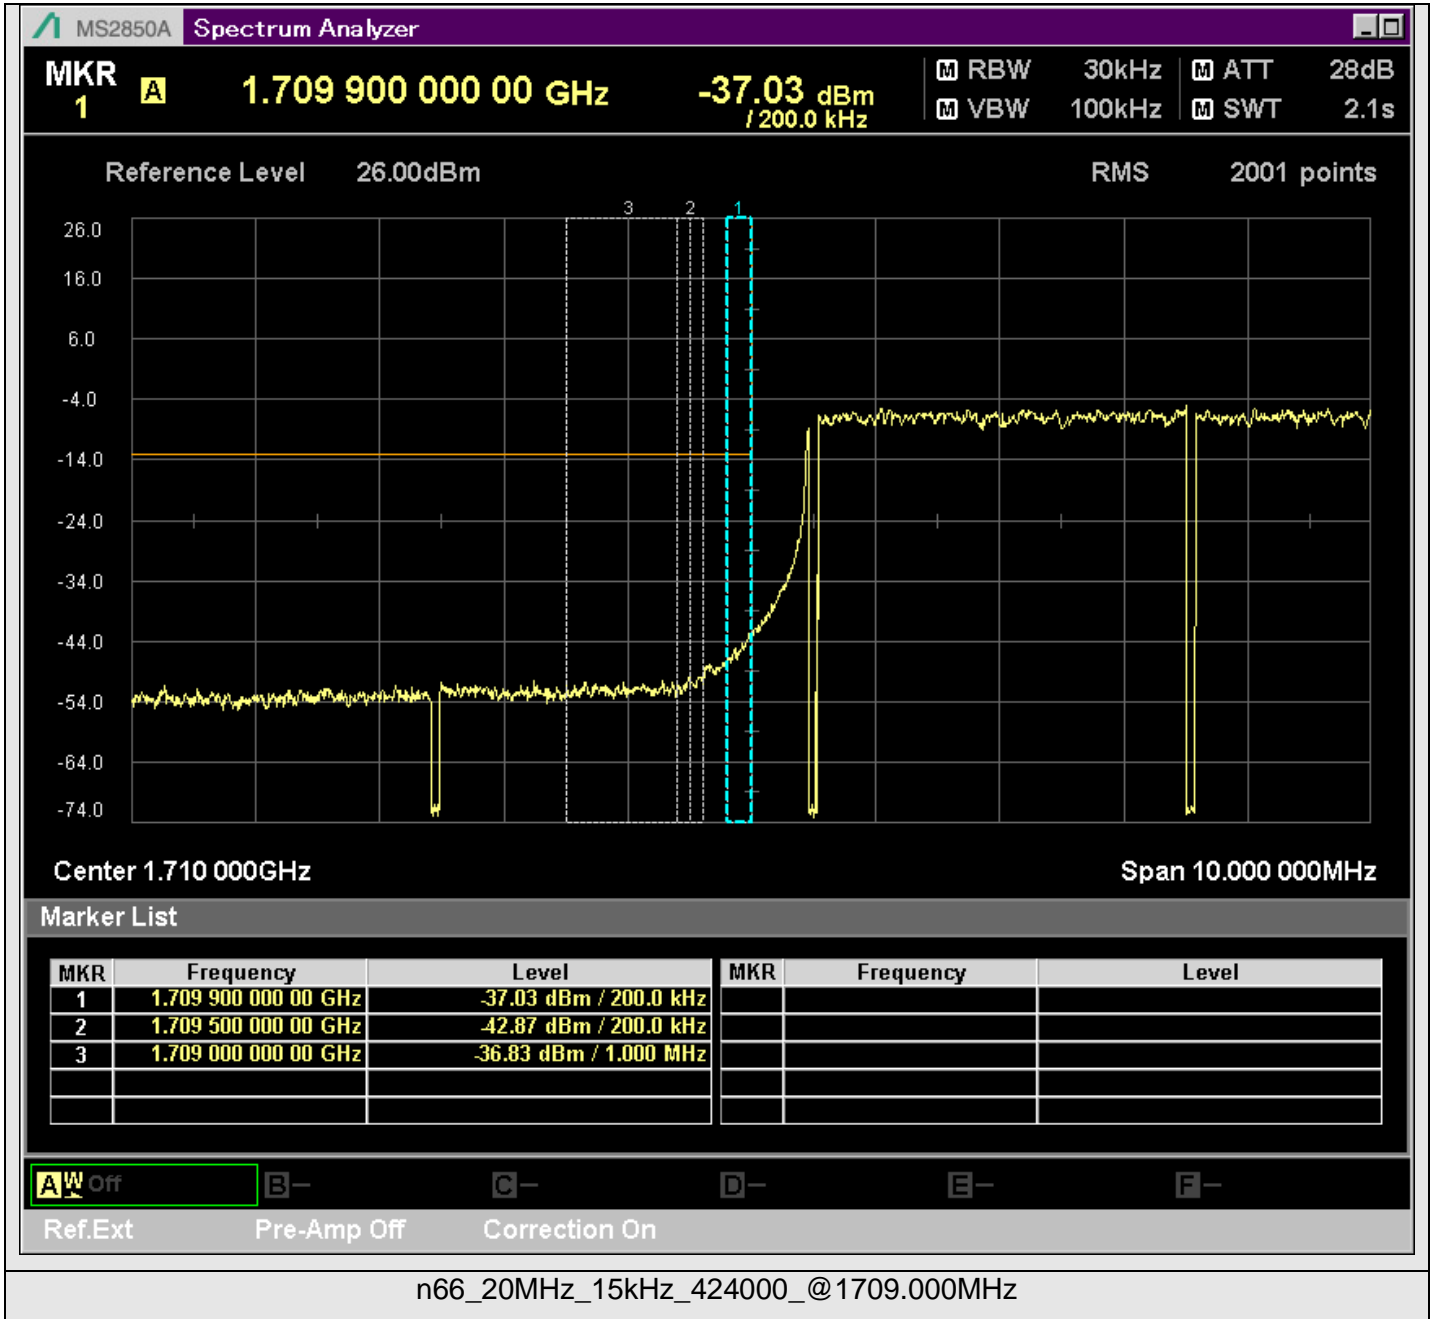 MS2850A Spectrum Analyzer
MKR 1 A 1.709 900 000 00 GHz -37.03 dBm / 200.0 kHz
M RBW 30kHz M ATT 28dB
M VBW 100kHz M SWT 2.1s
Reference Level 26.00dBm RMS 2001 points
3 2 1
26.0
16.0
6.0
-4.0
-14.0
-24.0
-34.0
-44.0
-54.0
-64.0
-74.0
Center 1.710 000GHz Span 10.000 000MHz
Marker List
MKR Frequency Level MKR Frequency Level
1 1.709 900 000 00 GHz -37.03 dBm / 200.0 kHz
2 1.709 500 000 00 GHz -42.87 dBm / 200.0 kHz
3 1.709 000 000 00 GHz -36.83 dBm / 1.000 MHz
A W Off B – C – D – E – F –
Ref.Ext Pre-Amp Off Correction On
n66_20MHz_15kHz_424000_@1709.000MHz